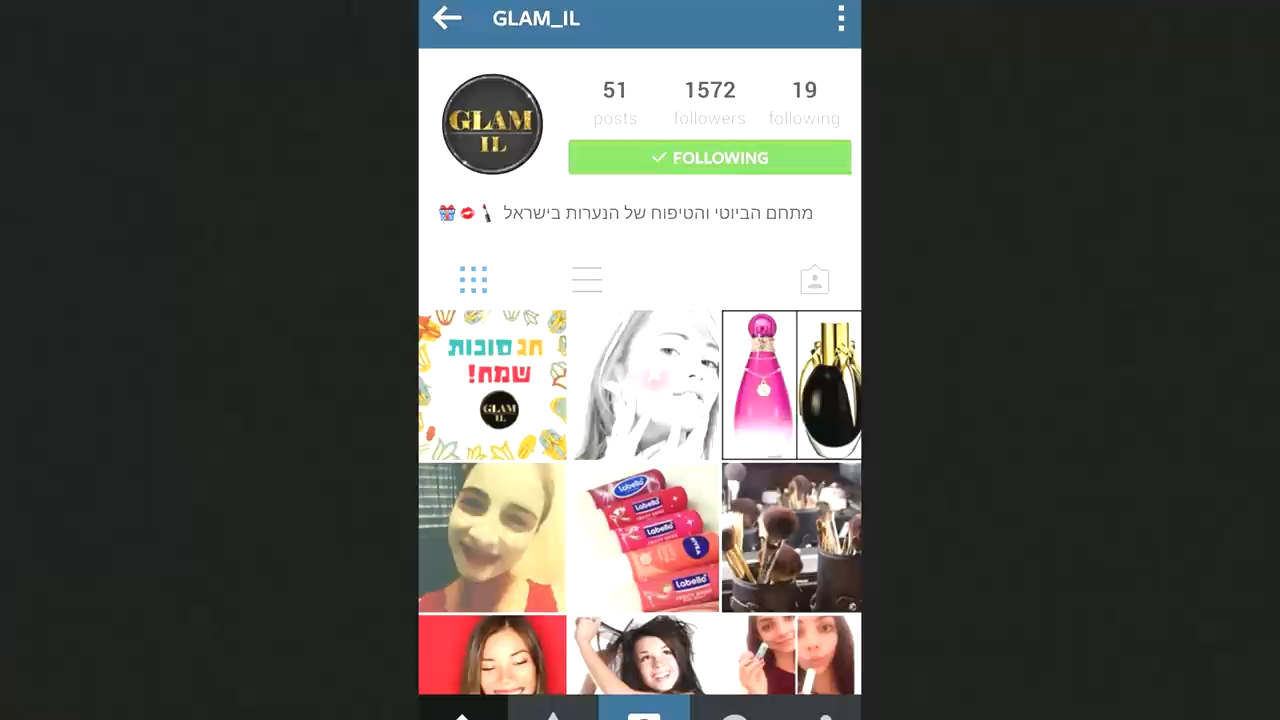 GLAM_IL
51 1572 19
posts followers following
GLAM
IL
✓ FOLLOWING
מתחם הביוטי והטיפוח של הנערות בישראל 💄💋🎁
חג סוכות
שמח!
GLAM
IL
Labello
Labello
Labello
NIVEA
Labello